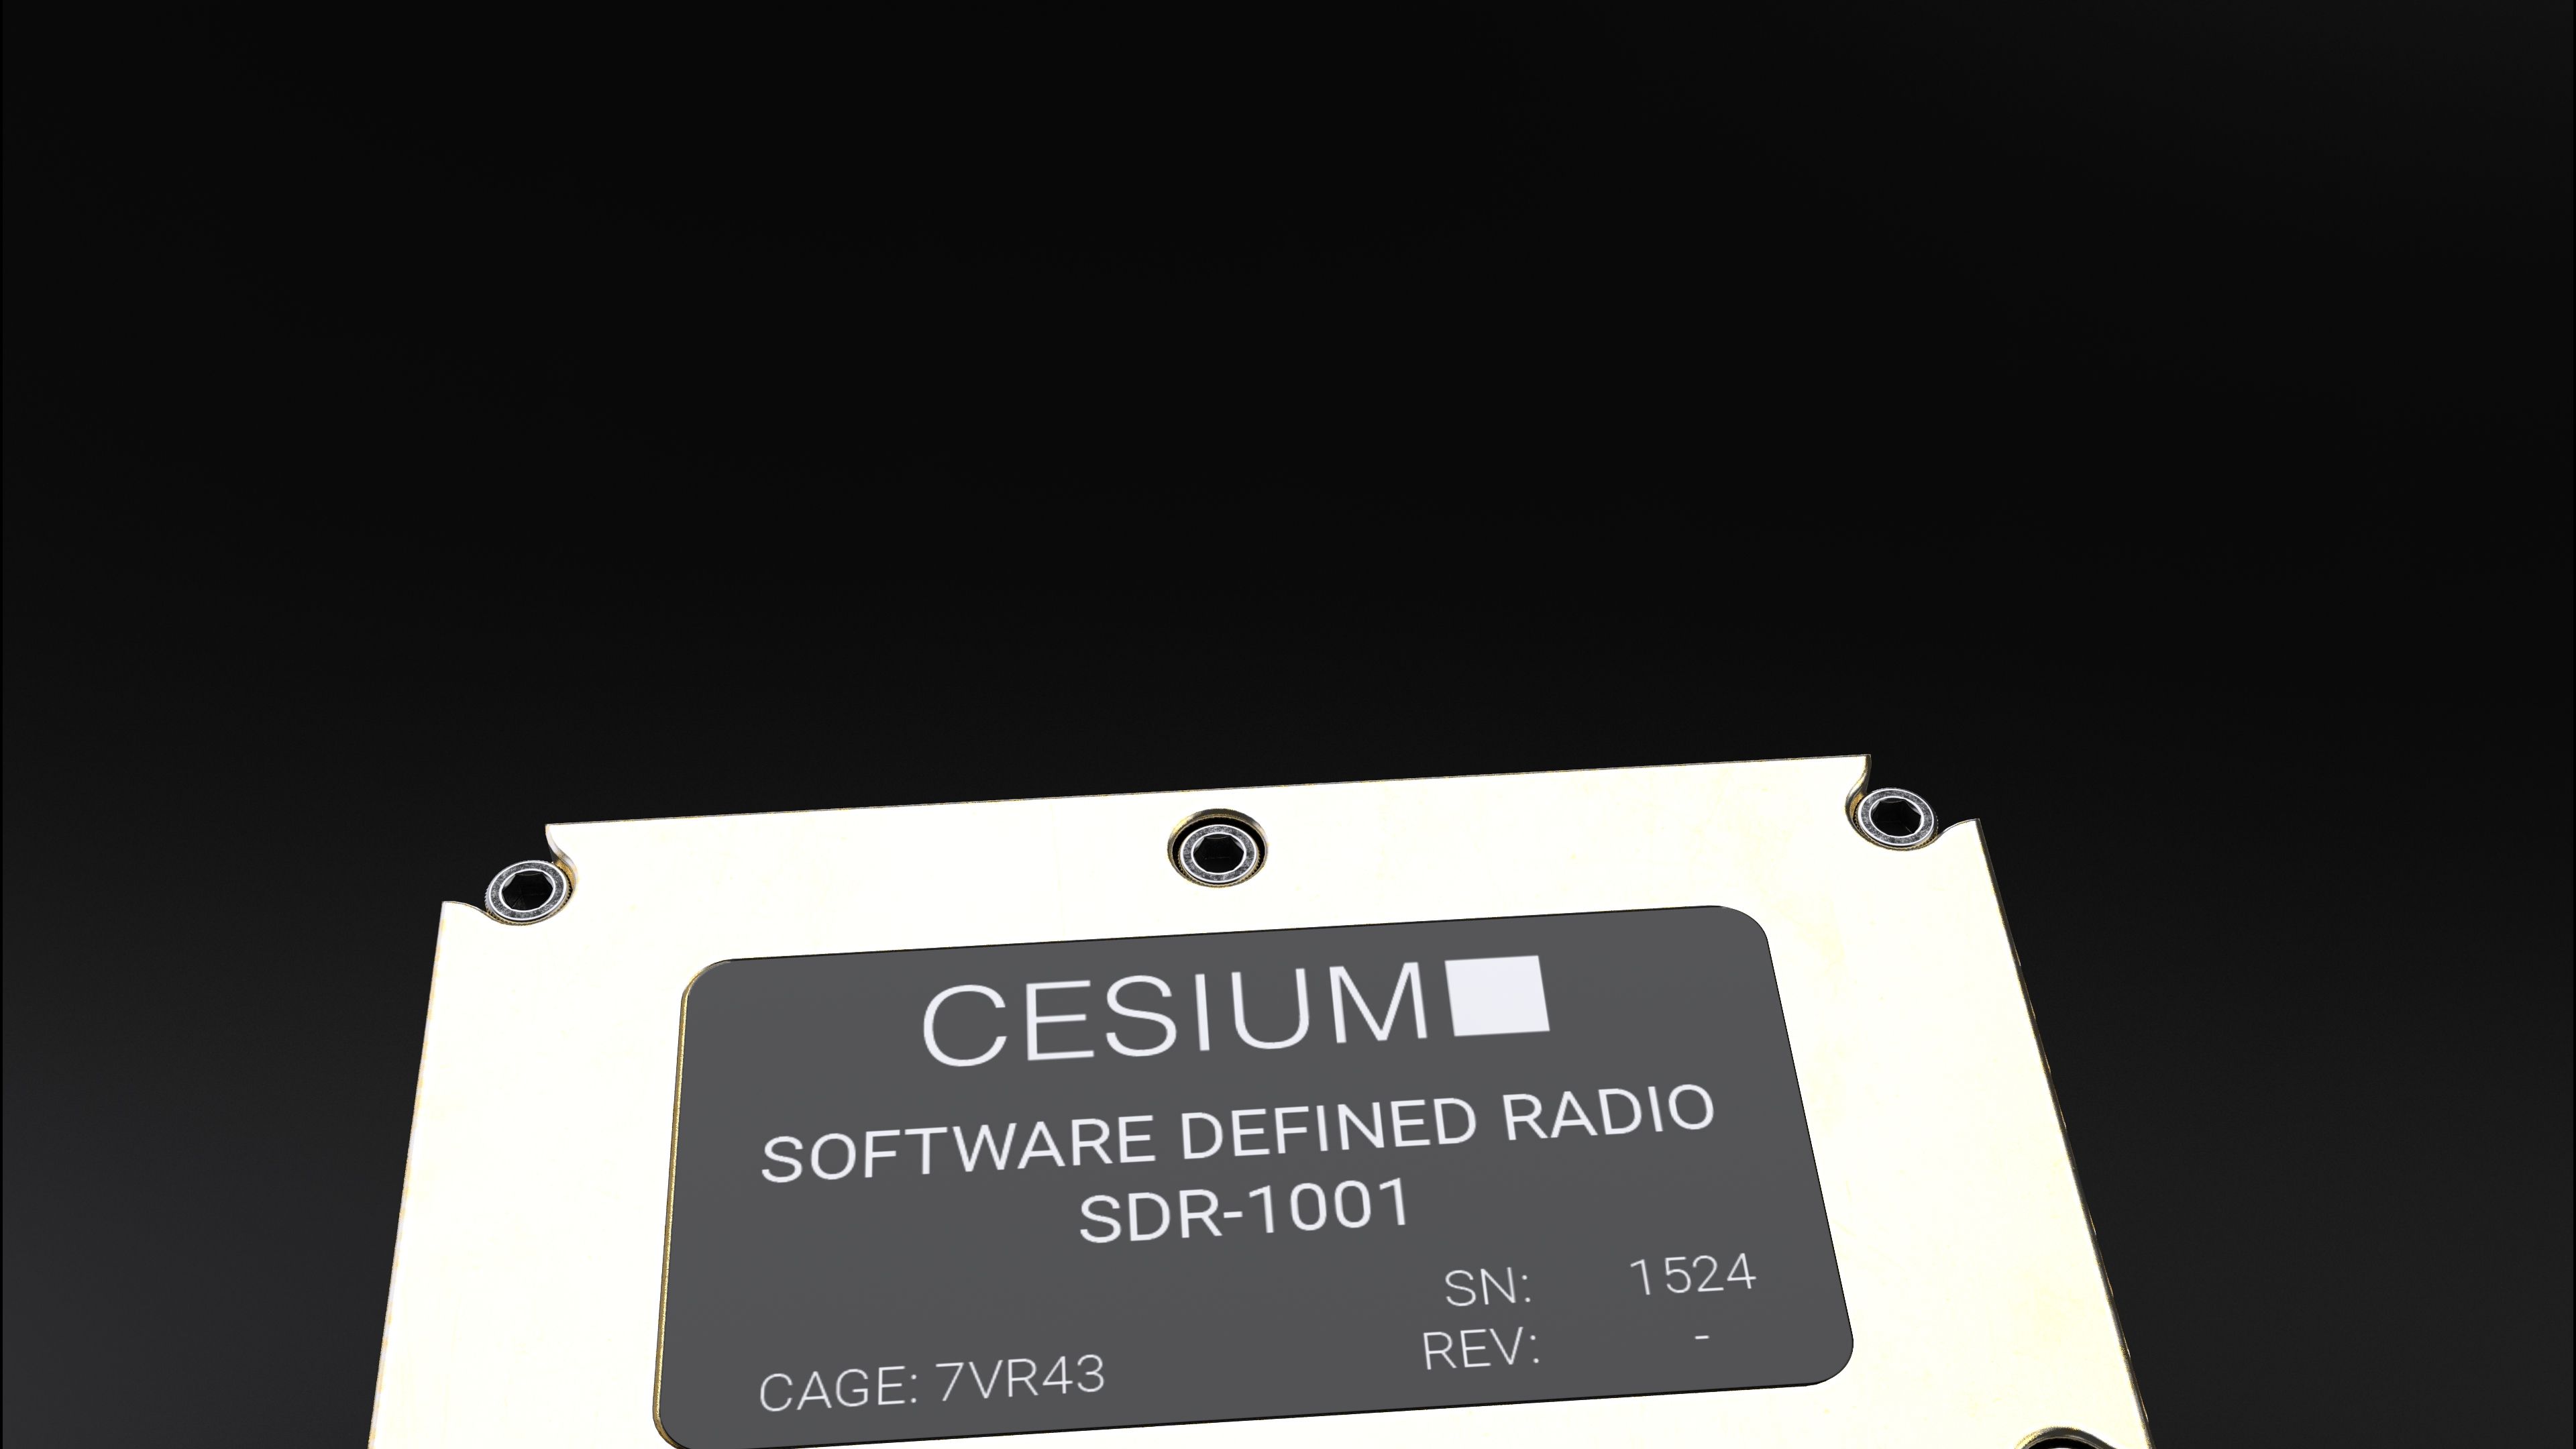 CESIUM
SOFTWARE DEFINED RADIO
SDR-1001
SN: 1524
REV: -
CAGE: 7VR43